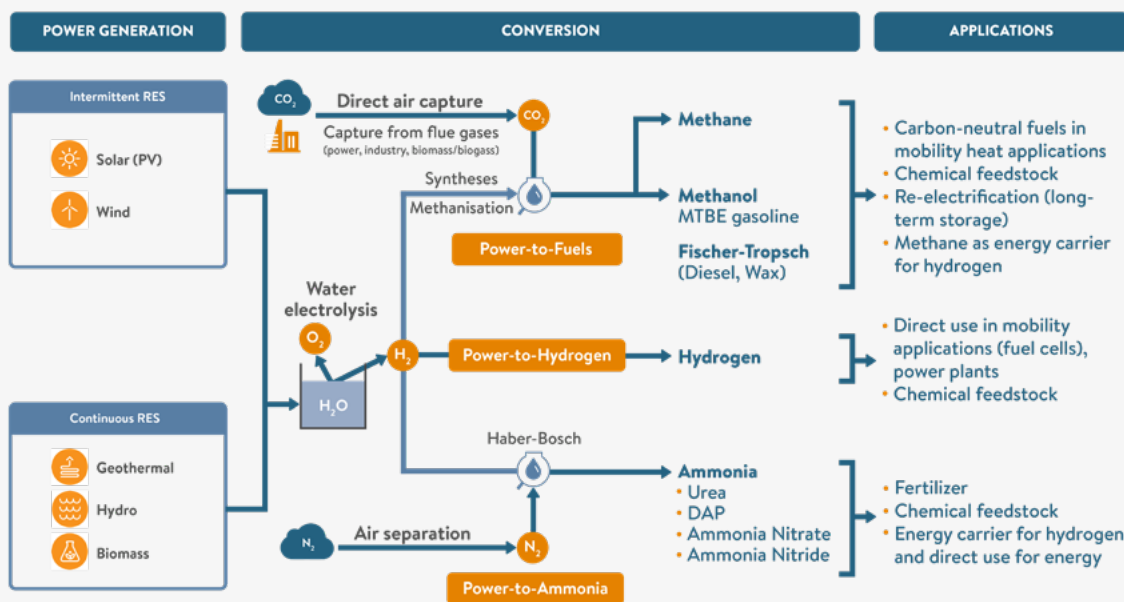 POWER GENERATION
CONVERSION
APPLICATIONS
Intermittent RES
Solar (PV)
Wind
Continuous RES
Geothermal
Hydro
Biomass
CO₂
Direct air capture
CO₂
Capture from flue gases
(power, industry, biomass/biogass)
Syntheses
Methanisation
Power-to-Fuels
Methane
Methanol
MTBE gasoline
Fischer-Tropsch
(Diesel, Wax)
Water
electrolysis
O₂
H₂
H₂O
Power-to-Hydrogen
Hydrogen
Haber-Bosch
N₂
Air separation
N₂
Power-to-Ammonia
Ammonia
• Urea
• DAP
• Ammonia Nitrate
• Ammonia Nitride
• Carbon-neutral fuels in
mobility heat applications
• Chemical feedstock
• Re-electrification (long-
term storage)
• Methane as energy carrier
for hydrogen
• Direct use in mobility
applications (fuel cells),
power plants
• Chemical feedstock
• Fertilizer
• Chemical feedstock
• Energy carrier for hydrogen
and direct use for energy